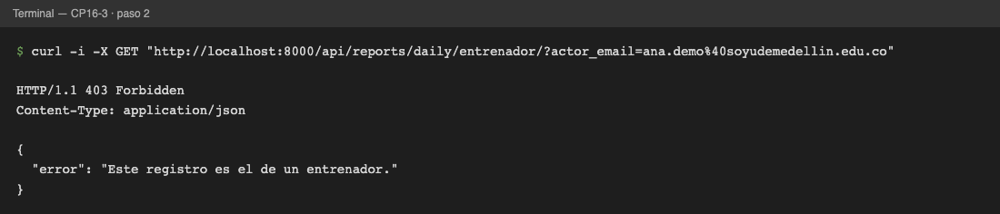 Terminal — CP16-3 · paso 2
$ curl -i -X GET "http://localhost:8000/api/reports/daily/entrenador/?actor_email=ana.demo%40soyudemedellin.edu.co"
HTTP/1.1 403 Forbidden
Content-Type: application/json
{
"error": "Este registro es el de un entrenador."
}